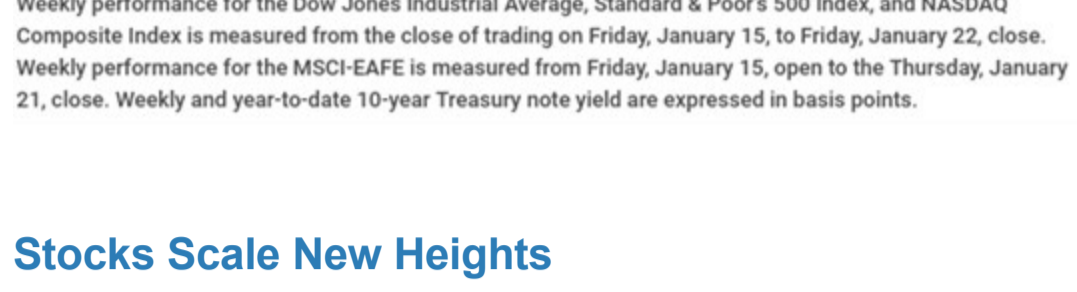 Weekly performance for the Dow Jones Industrial Average, Standard & Poor's 500 Index, and NASDAQ
Composite Index is measured from the close of trading on Friday, January 15, to Friday, January 22, close.
Weekly performance for the MSCI-EAFE is measured from Friday, January 15, open to the Thursday, January
21, close. Weekly and year-to-date 10-year Treasury note yield are expressed in basis points.
Stocks Scale New Heights